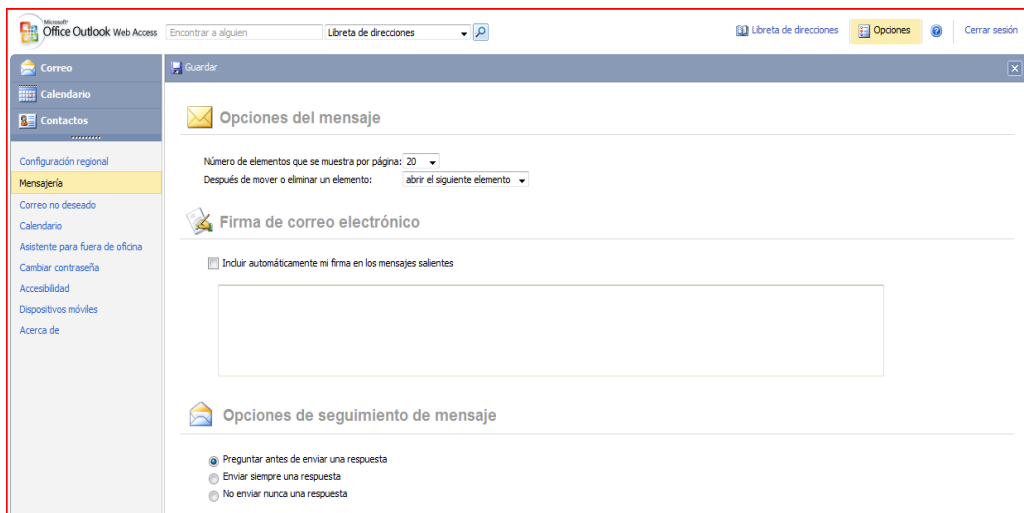 Microsoft®
Office Outlook Web Access
Encontrar a alguien
Libreta de direcciones
Libreta de direcciones
Opciones
Cerrar sesión
Correo
Calendario
Contactos
Configuración regional
Mensajería
Correo no deseado
Calendario
Asistente para fuera de oficina
Cambiar contraseña
Accesibilidad
Dispositivos móviles
Acerca de
Guardar
Opciones del mensaje
Número de elementos que se muestra por página: 20
Después de mover o eliminar un elemento: abrir el siguiente elemento
Firma de correo electrónico
Incluir automáticamente mi firma en los mensajes salientes
Opciones de seguimiento de mensaje
Preguntar antes de enviar una respuesta
Enviar siempre una respuesta
No enviar nunca una respuesta